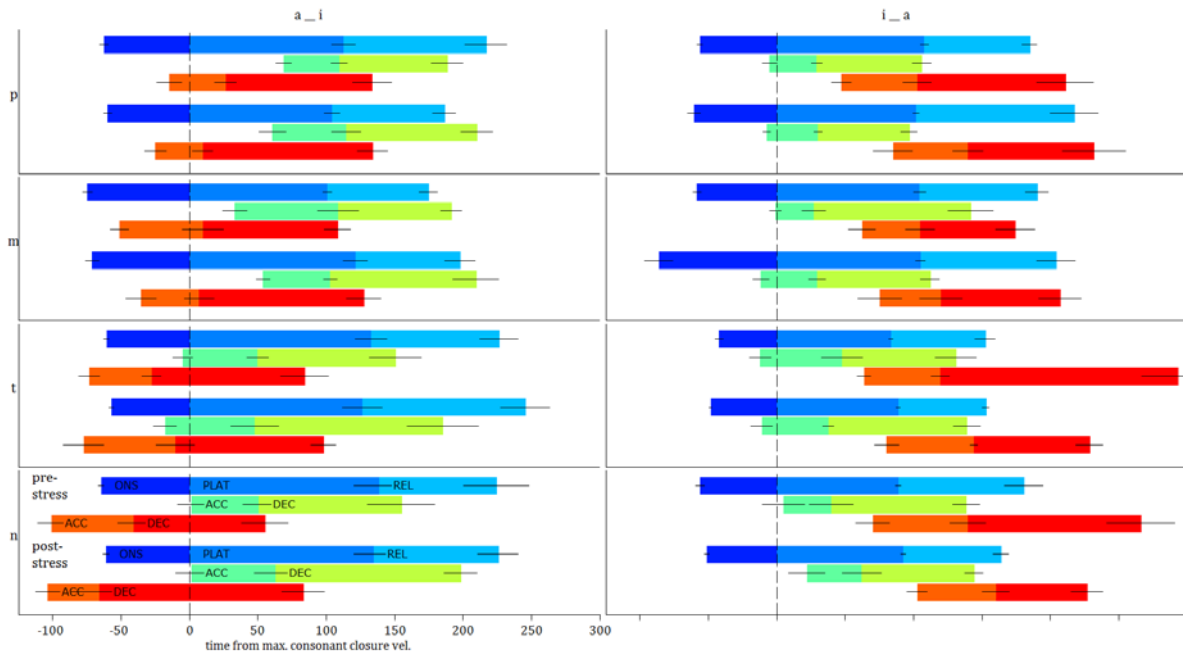 a _ i
i _ a
p
m
t
pre-
stress
ONS PLAT REL
ACC DEC
ACC DEC
n
post-
stress
ONS PLAT REL
ACC DEC
ACC DEC
-100 -50 0 50 100 150 200 250 300
time from max. consonant closure vel.